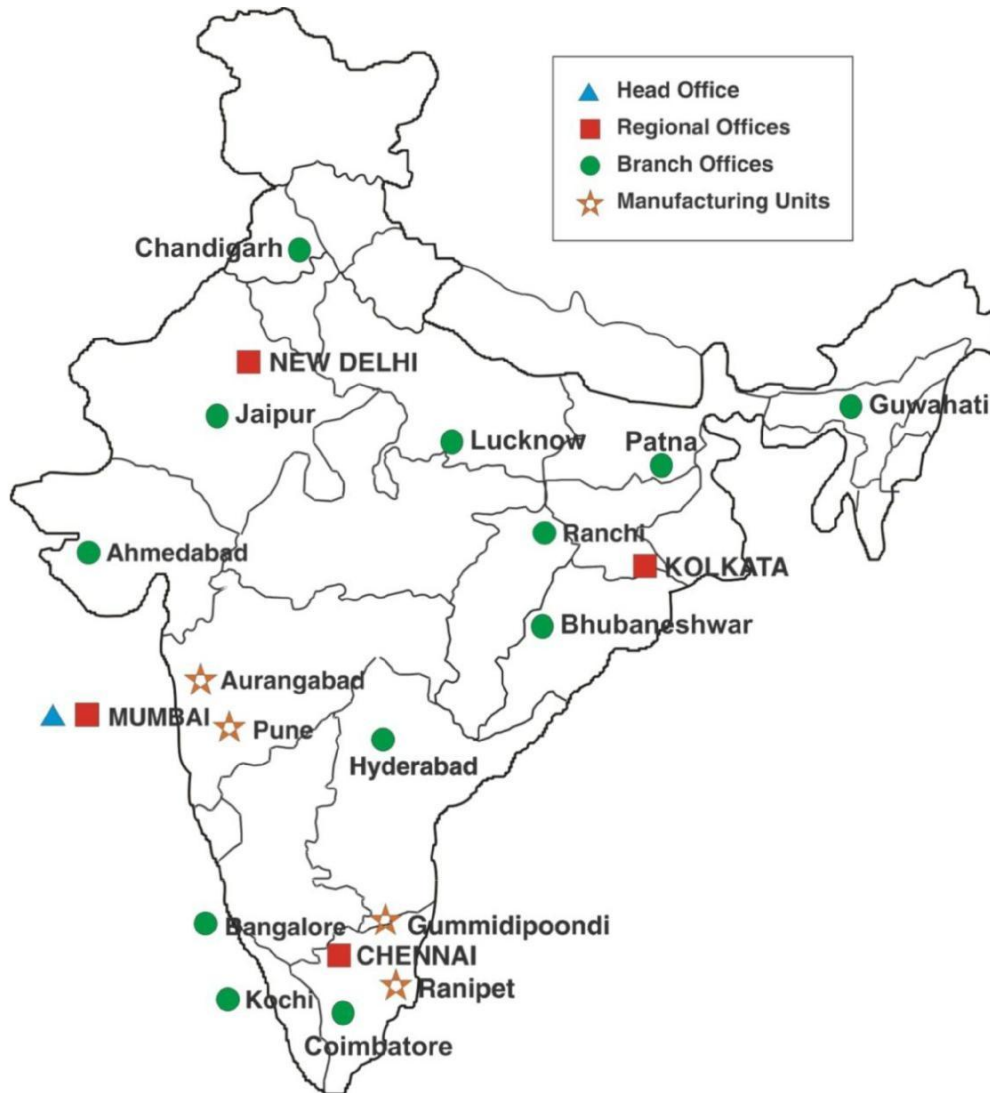 Head Office
Regional Offices
Branch Offices
Manufacturing Units
Chandigarh
NEW DELHI
Jaipur
Lucknow
Patna
Guwahati
Ahmedabad
Ranchi
KOLKATA
Bhubaneshwar
Aurangabad
MUMBAI
Pune
Hyderabad
Bangalore
Gummidipoondi
CHENNAI
Ranipet
Kochi
Coimbatore